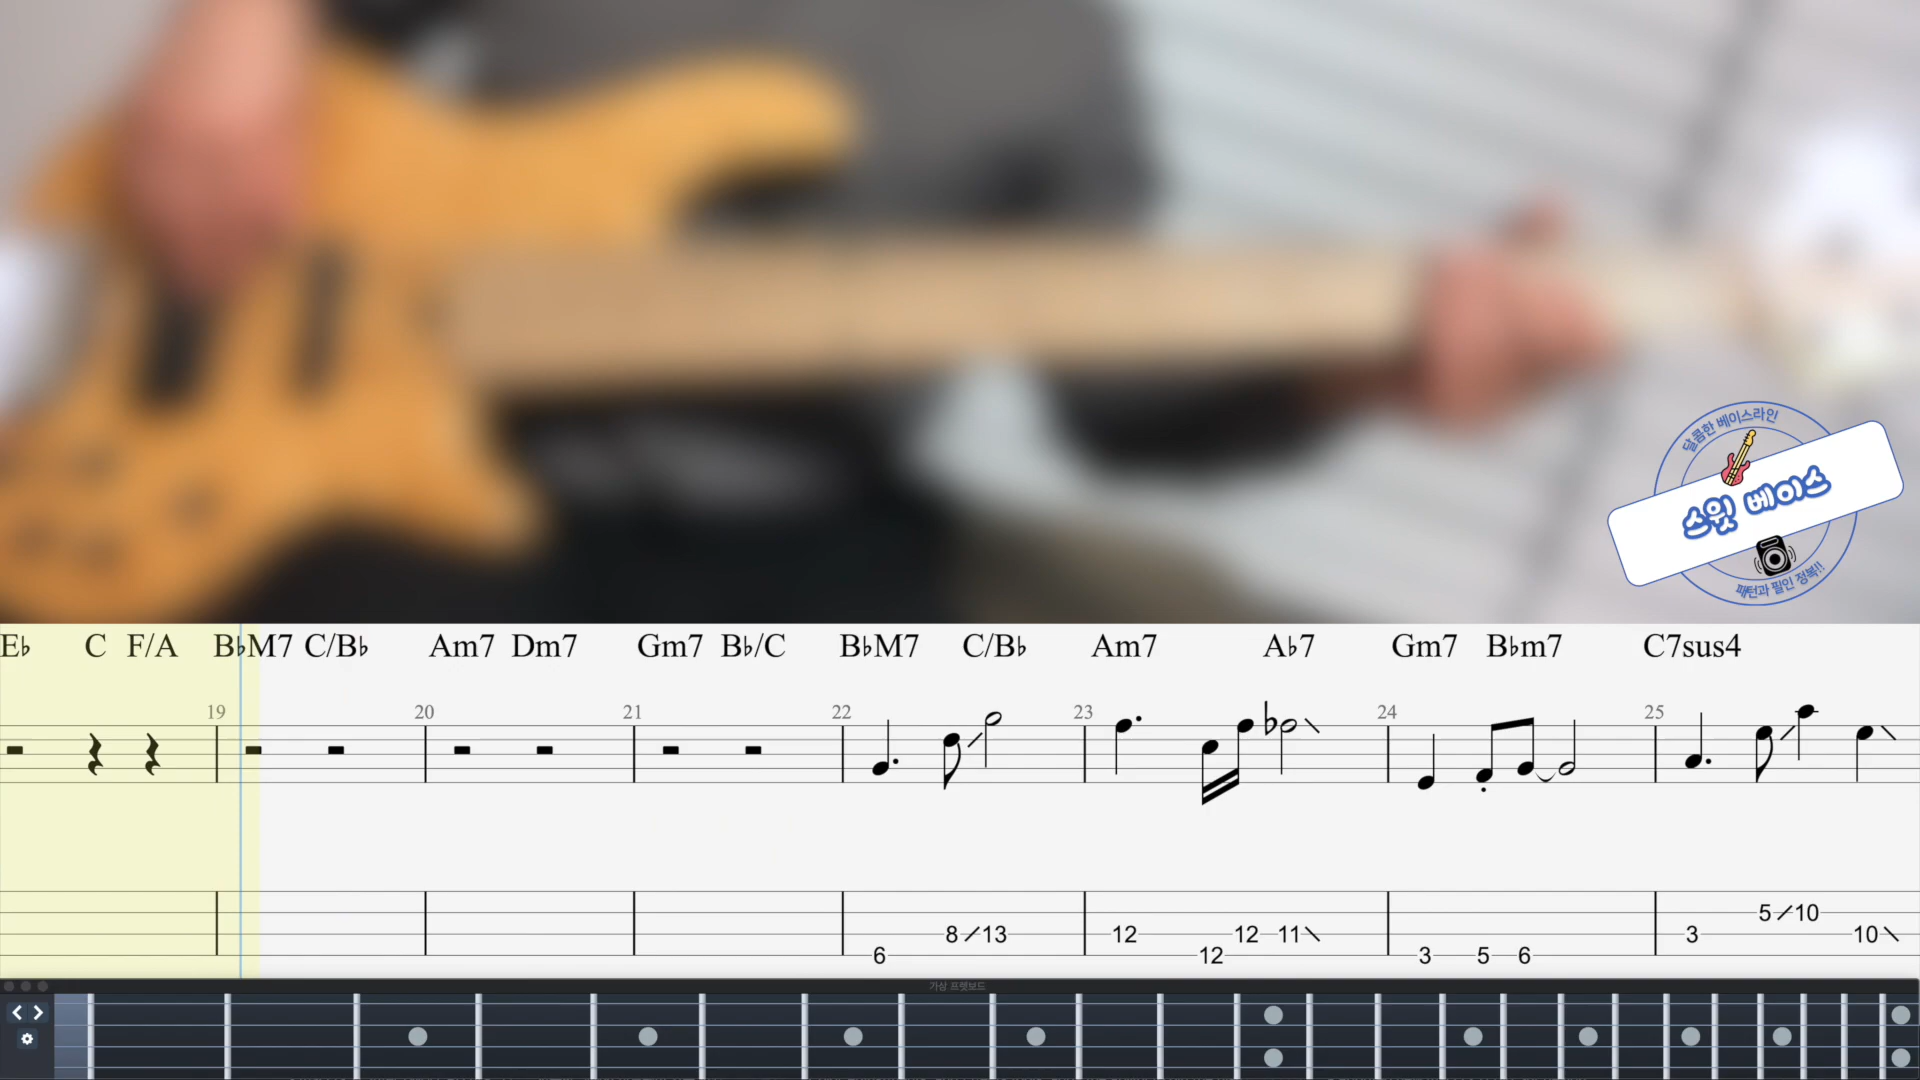 달콤한 베이스라인
스윗 베이스
패턴과 필인 정복!!
E♭ C F/A B♭M7 C/B♭ Am7 Dm7 Gm7 B♭/C B♭M7 C/B♭ Am7 A♭7 Gm7 B♭m7 C7sus4
19 20 21 22 23 24 25
5 10
8 13 12 12 11 3 10
6 12 3 5 6
가상 프렛보드